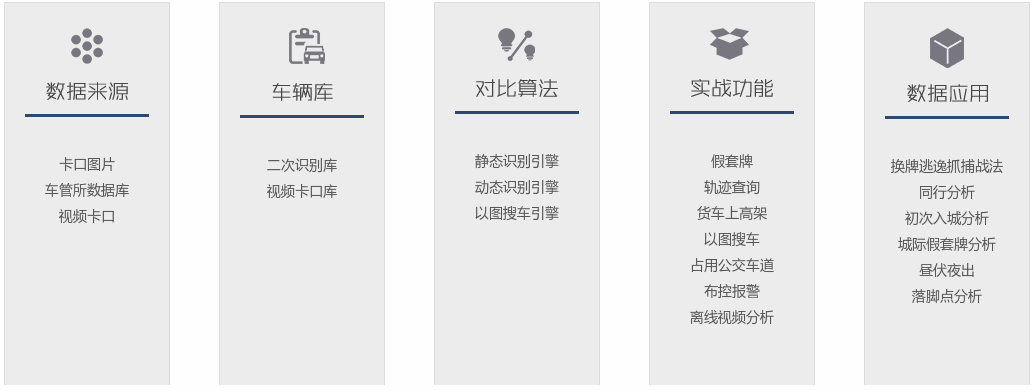 数据来源
卡口图片
车管所数据库
视频卡口
车辆库
二次识别库
视频卡口库
对比算法
静态识别引擎
动态识别引擎
以图搜车引擎
实战功能
假套牌
轨迹查询
货车上高架
以图搜车
占用公交车道
布控报警
离线视频分析
数据应用
换牌逃逸抓捕战法
同行分析
初次入城分析
城际假套牌分析
昼伏夜出
落脚点分析